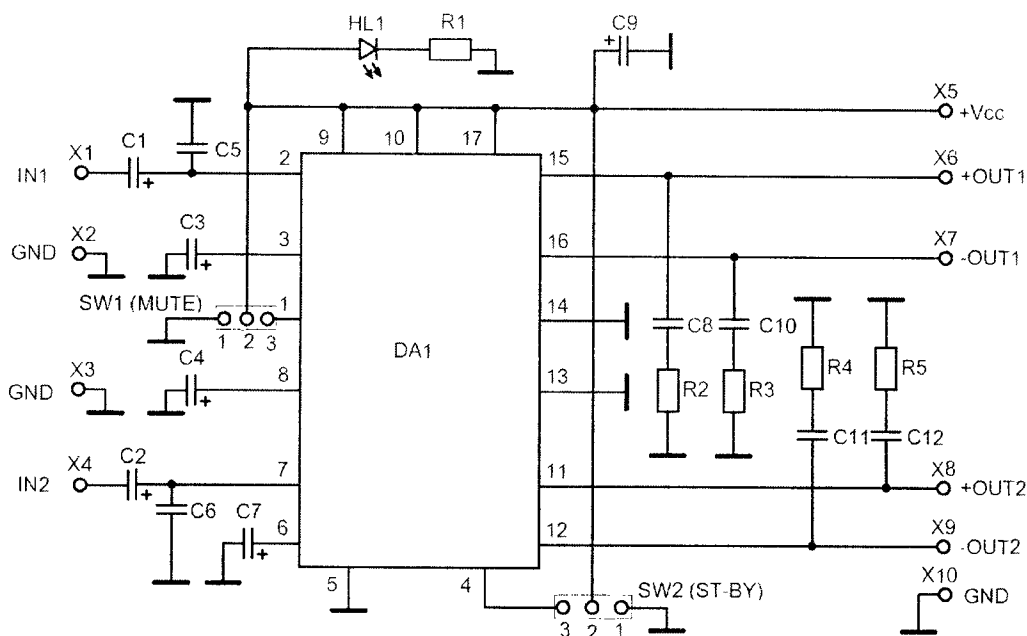 HL1 R1 C9
X5
+Vcc
9 10 17
C1 C5 2 15 X6
X1
IN1 +OUT1
X2 C3 3 16 X7
GND -OUT1
SW1 (MUTE) 1 14
1 2 3
C8 C10
DA1
X3 C4 8 13 R4 R5
GND R2 R3
C11 C12
X4 C2 7 11 X8
IN2 +OUT2
C6 C7 6 12 X9
-OUT2
5 4 SW2 (ST-BY) X10
GND
3 2 1